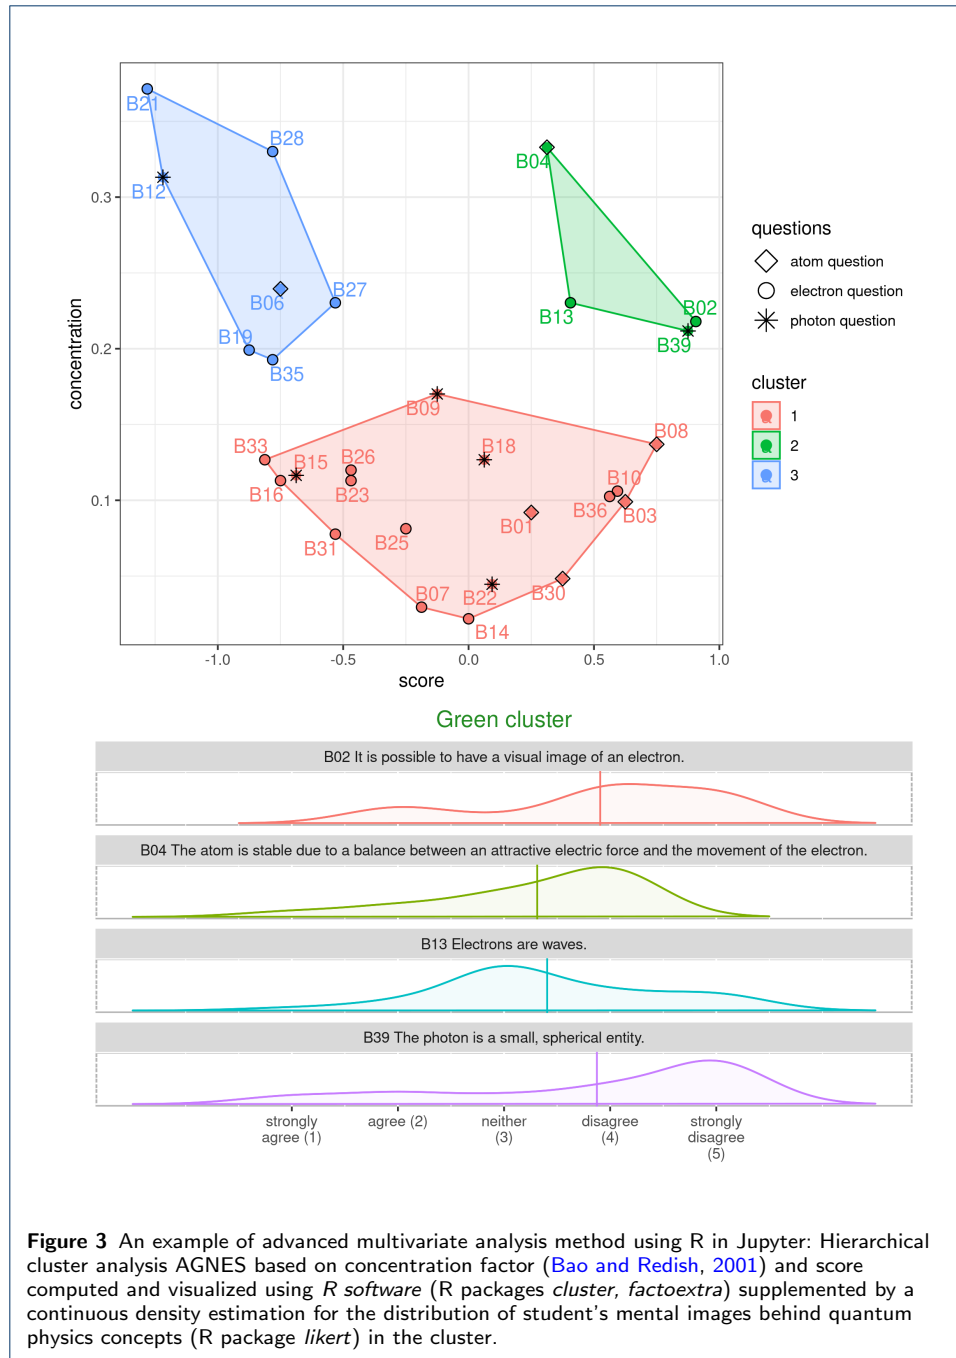 B21
B28
B04
B12
0.3
B06
B27
B02
B13
B19
B39
B35
0.2
concentration
B09
B08
B33
B18
B26
B15
B10
B16
B23
B36
B03
0.1
B01
B31
B25
B07
B22
B30
B14
-1.0
-0.5
0.0
0.5
1.0
score
questions
atom question
electron question
photon question
cluster
1
2
3
Green cluster
B02 It is possible to have a visual image of an electron.
B04 The atom is stable due to a balance between an attractive electric force and the movement of the electron.
B13 Electrons are waves.
B39 The photon is a small, spherical entity.
strongly
agree (1)
agree (2)
neither
(3)
disagree
(4)
strongly
disagree
(5)
Figure 3 An example of advanced multivariate analysis method using R in Jupyter: Hierarchical
cluster analysis AGNES based on concentration factor (Bao and Redish, 2001) and score
computed and visualized using R software (R packages cluster, factoextra) supplemented by a
continuous density estimation for the distribution of student's mental images behind quantum
physics concepts (R package likert) in the cluster.